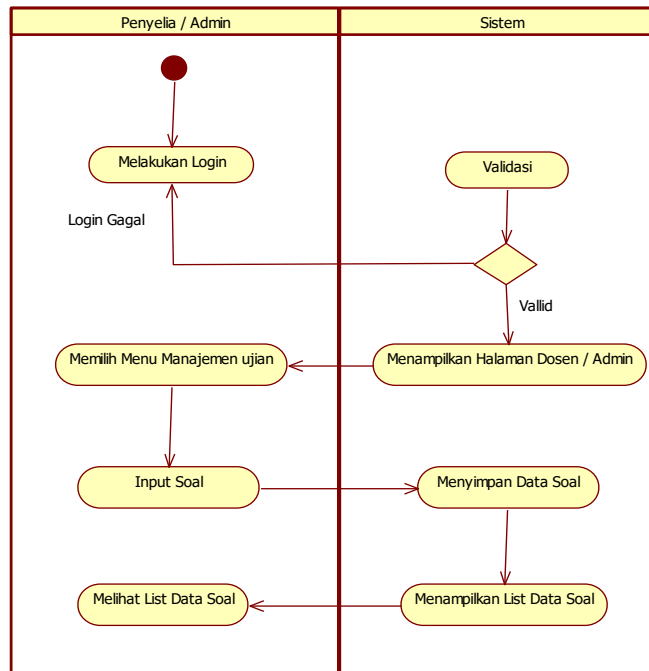 Penyelia / Admin
Sistem
Melakukan Login
Validasi
Login Gagal
Vallid
Memilih Menu Manajemen ujian
Menampilkan Halaman Dosen / Admin
Input Soal
Menyimpan Data Soal
Melihat List Data Soal
Menampilkan List Data Soal